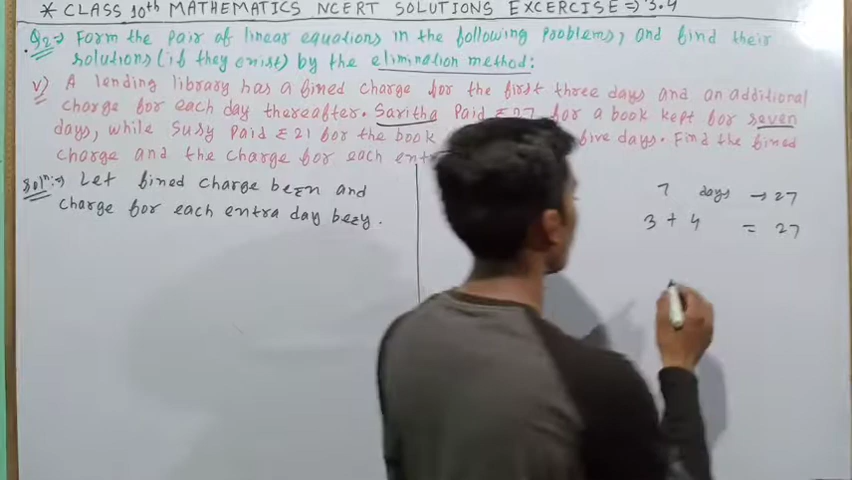 * CLASS 10th MATHEMATICS NCERT SOLUTIONS EXCERCISE => 3.4
Q2 => Form the pair of linear equations in the following problems, and find their
solutions (if they exist) by the elimination method:
v) A lending library has a fixed charge for the first three days and an additional
charge for each day thereafter. Saritha Paid ₹27 for a book kept for seven
days, while Susy Paid ₹21 for the book five days. Find the fixed
charge and the charge for each
Solⁿ :-> Let fixed charge be ₹x and
charge for each extra day be ₹y.
7 days → 27
3 + 4 = 27